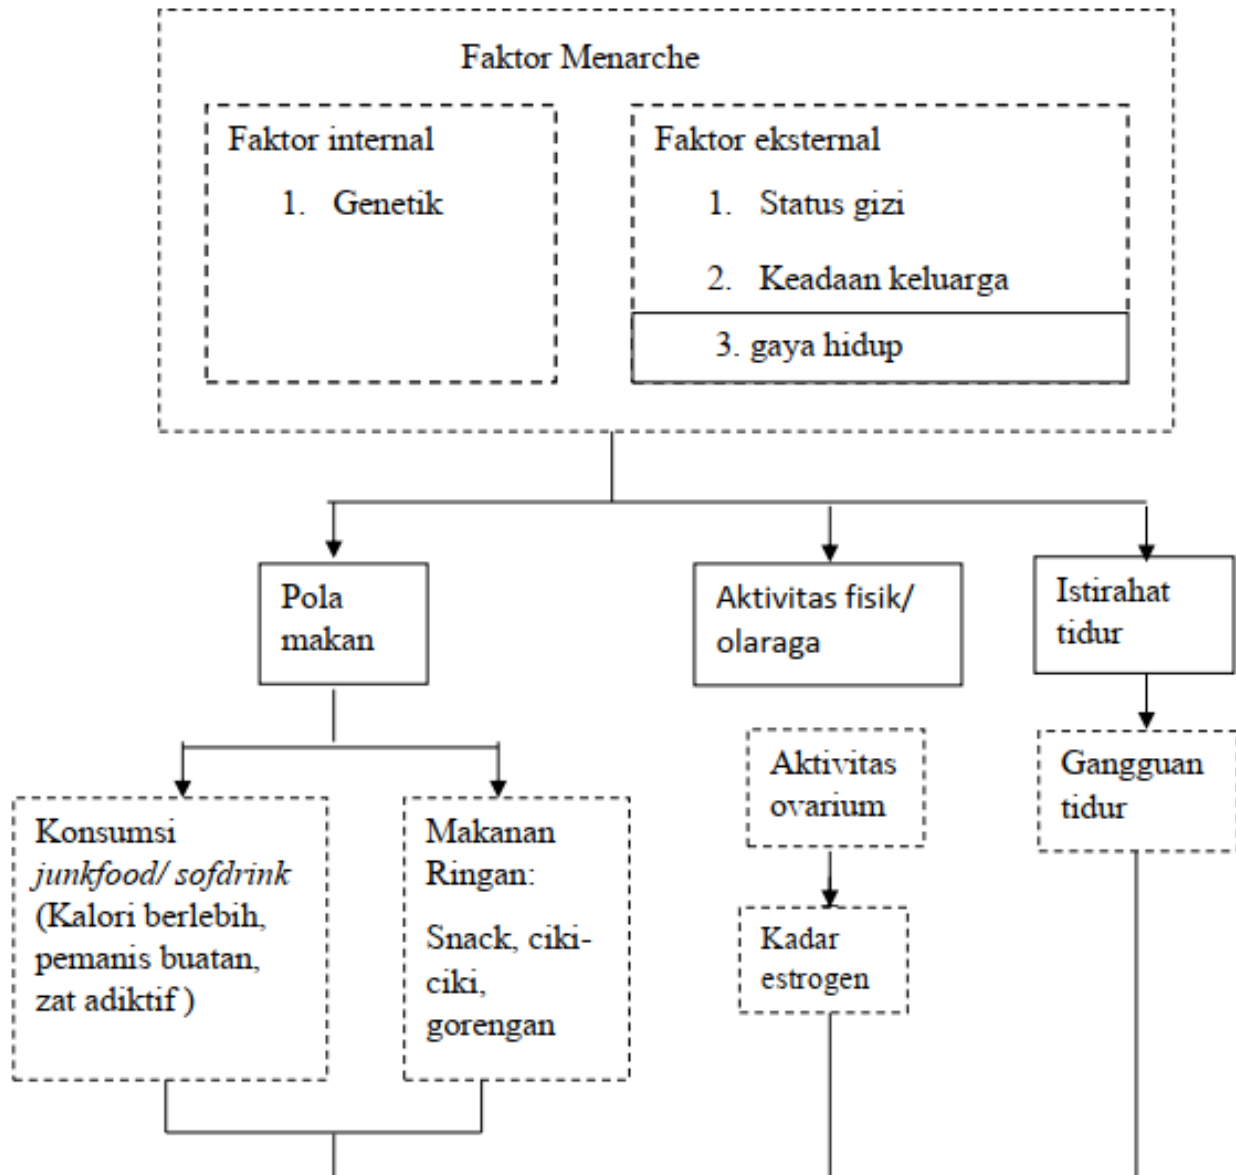 Faktor Menarche
Faktor internal
1. Genetik
Faktor eksternal
1. Status gizi
2. Keadaan keluarga
3. gaya hidup
Pola
makan
Aktivitas fisik/
olaraga
Istirahat
tidur
Konsumsi
junkfood/ sofdrink
(Kalori berlebih,
pemanis buatan,
zat adiktif )
Makanan
Ringan:
Snack, ciki-
ciki,
gorengan
Aktivitas
ovarium
Kadar
estrogen
Gangguan
tidur